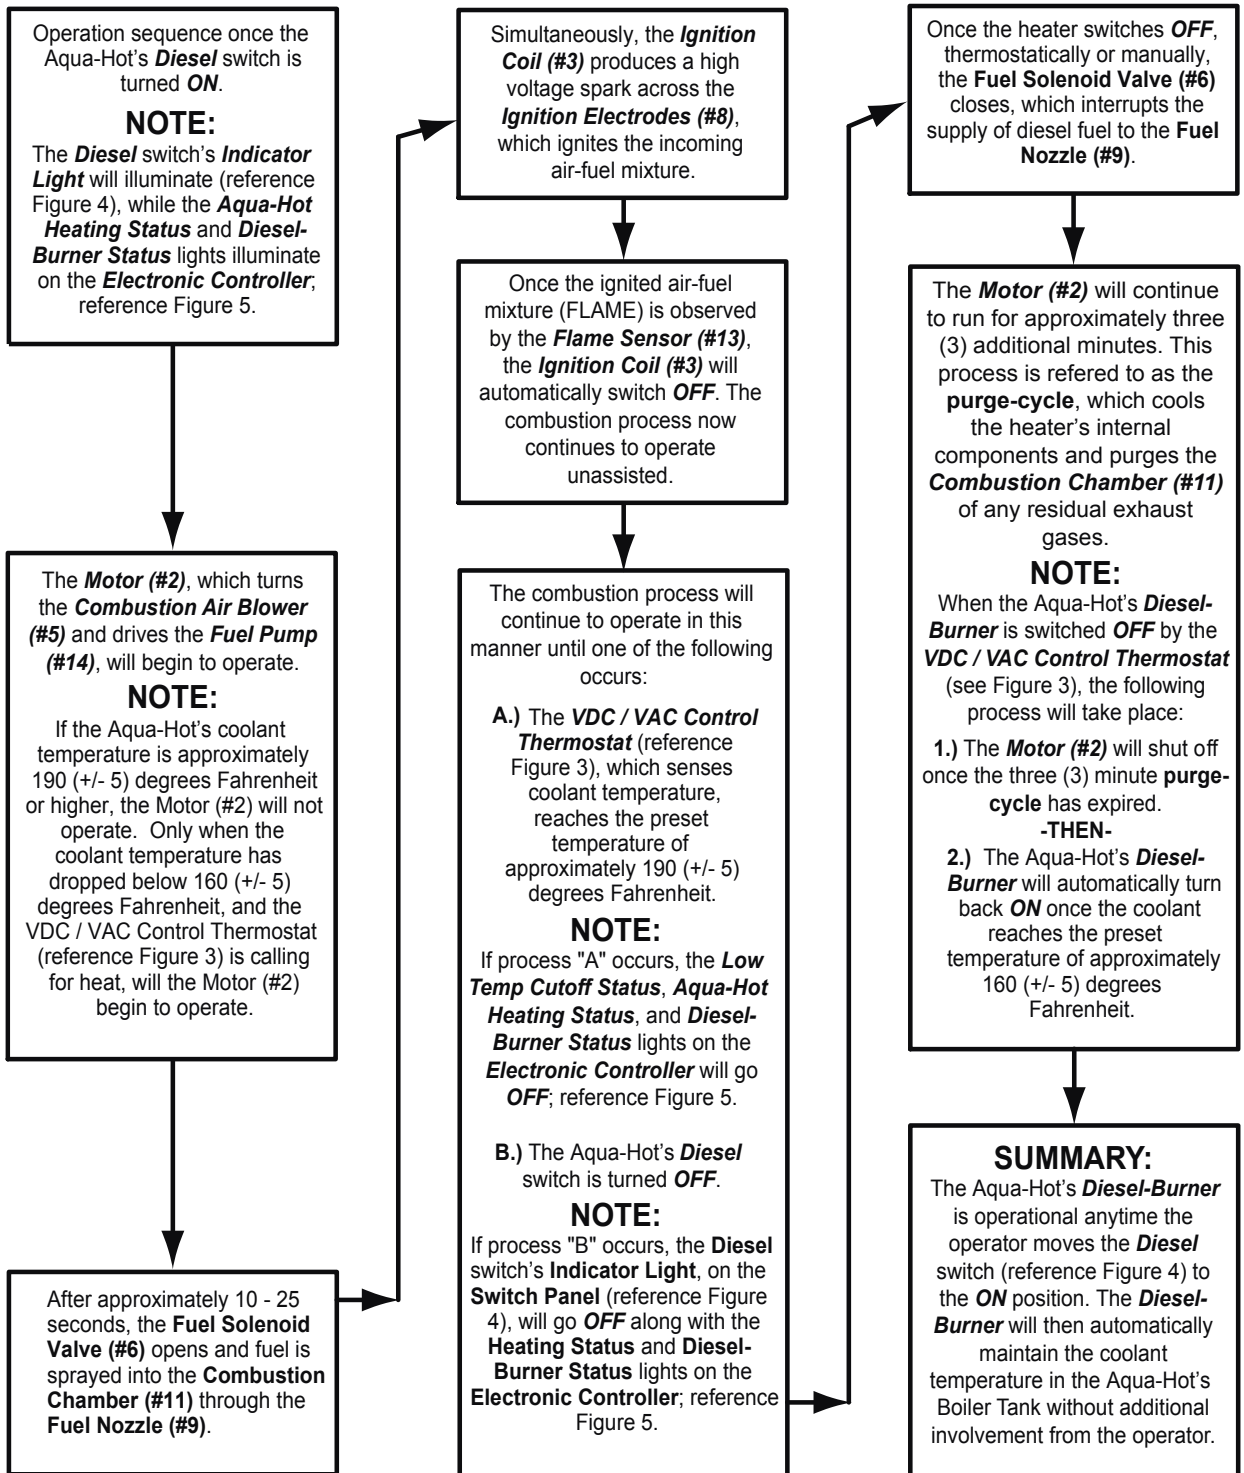 Operation sequence once the
Aqua-Hot's Diesel switch is
turned ON.
NOTE:
The Diesel switch's Indicator
Light will illuminate (reference
Figure 4), while the Aqua-Hot
Heating Status and Diesel-
Burner Status lights illuminate
on the Electronic Controller;
reference Figure 5.
The Motor (#2), which turns
the Combustion Air Blower
(#5) and drives the Fuel Pump
(#14), will begin to operate.
NOTE:
If the Aqua-Hot's coolant
temperature is approximately
190 (+/- 5) degrees Fahrenheit
or higher, the Motor (#2) will not
operate. Only when the
coolant temperature has
dropped below 160 (+/- 5)
degrees Fahrenheit, and the
VDC / VAC Control Thermostat
(reference Figure 3) is calling
for heat, will the Motor (#2)
begin to operate.
After approximately 10 - 25
seconds, the Fuel Solenoid
Valve (#6) opens and fuel is
sprayed into the Combustion
Chamber (#11) through the
Fuel Nozzle (#9).
Simultaneously, the Ignition
Coil (#3) produces a high
voltage spark across the
Ignition Electrodes (#8),
which ignites the incoming
air-fuel mixture.
Once the ignited air-fuel
mixture (FLAME) is observed
by the Flame Sensor (#13),
the Ignition Coil (#3) will
automatically switch OFF. The
combustion process now
continues to operate
unassisted.
The combustion process will
continue to operate in this
manner until one of the following
occurs:
A.) The VDC / VAC Control
Thermostat (reference
Figure 3), which senses
coolant temperature,
reaches the preset
temperature of
approximately 190 (+/- 5)
degrees Fahrenheit.
NOTE:
If process "A" occurs, the Low
Temp Cutoff Status, Aqua-Hot
Heating Status, and Diesel-
Burner Status lights on the
Electronic Controller will go
OFF; reference Figure 5.
B.) The Aqua-Hot's Diesel
switch is turned OFF.
NOTE:
If process "B" occurs, the Diesel
switch's Indicator Light, on the
Switch Panel (reference Figure
4), will go OFF along with the
Heating Status and Diesel-
Burner Status lights on the
Electronic Controller; reference
Figure 5.
Once the heater switches OFF,
thermostatically or manually,
the Fuel Solenoid Valve (#6)
closes, which interrupts the
supply of diesel fuel to the Fuel
Nozzle (#9).
The Motor (#2) will continue
to run for approximately three
(3) additional minutes. This
process is refered to as the
purge-cycle, which cools
the heater's internal
components and purges the
Combustion Chamber (#11)
of any residual exhaust
gases.
NOTE:
When the Aqua-Hot's Diesel-
Burner is switched OFF by the
VDC / VAC Control Thermostat
(see Figure 3), the following
process will take place:
1.) The Motor (#2) will shut off
once the three (3) minute purge-
cycle has expired.
-THEN-
2.) The Aqua-Hot's Diesel-
Burner will automatically turn
back ON once the coolant
reaches the preset
temperature of approximately
160 (+/- 5) degrees
Fahrenheit.
SUMMARY:
The Aqua-Hot's Diesel-Burner
is operational anytime the
operator moves the Diesel
switch (reference Figure 4) to
the ON position. The Diesel-
Burner will then automatically
maintain the coolant
temperature in the Aqua-Hot's
Boiler Tank without additional
involvement from the operator.